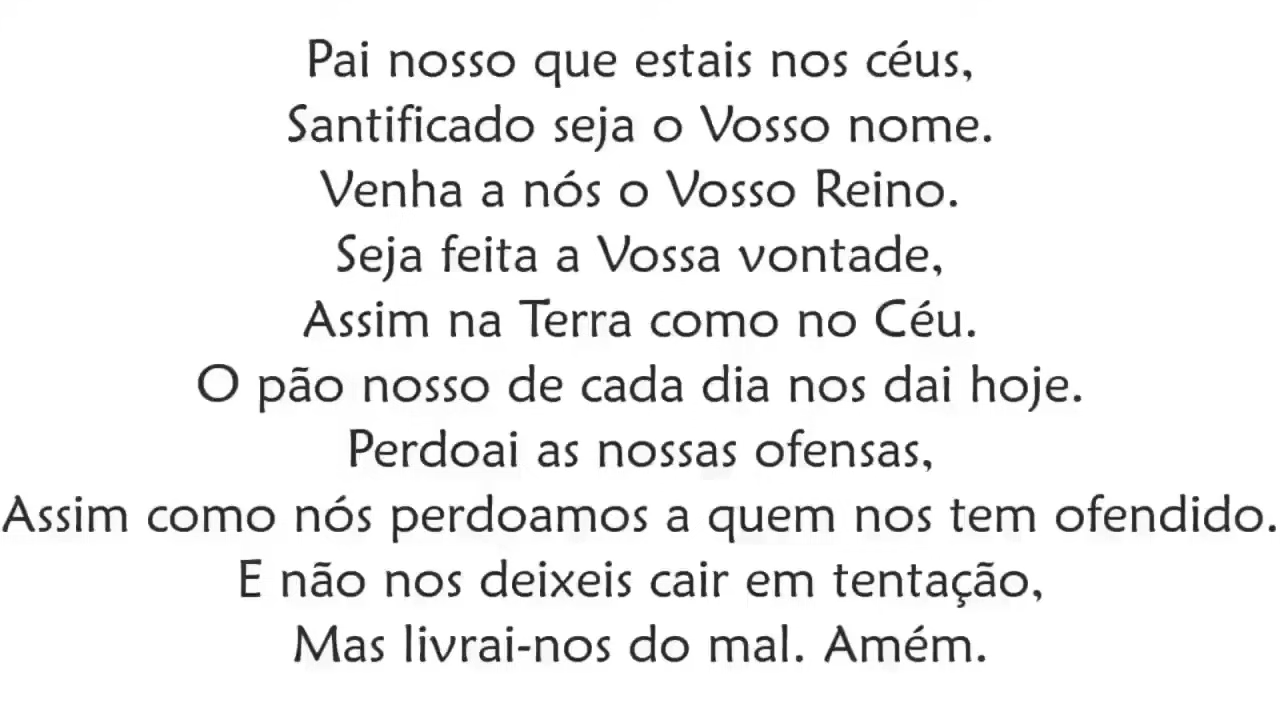 Pai nosso que estais nos céus,
Santificado seja o Vosso nome.
Venha a nós o Vosso Reino.
Seja feita a Vossa vontade,
Assim na Terra como no Céu.
O pão nosso de cada dia nos dai hoje.
Perdoai as nossas ofensas,
Assim como nós perdoamos a quem nos tem ofendido.
E não nos deixeis cair em tentação,
Mas livrai-nos do mal. Amém.